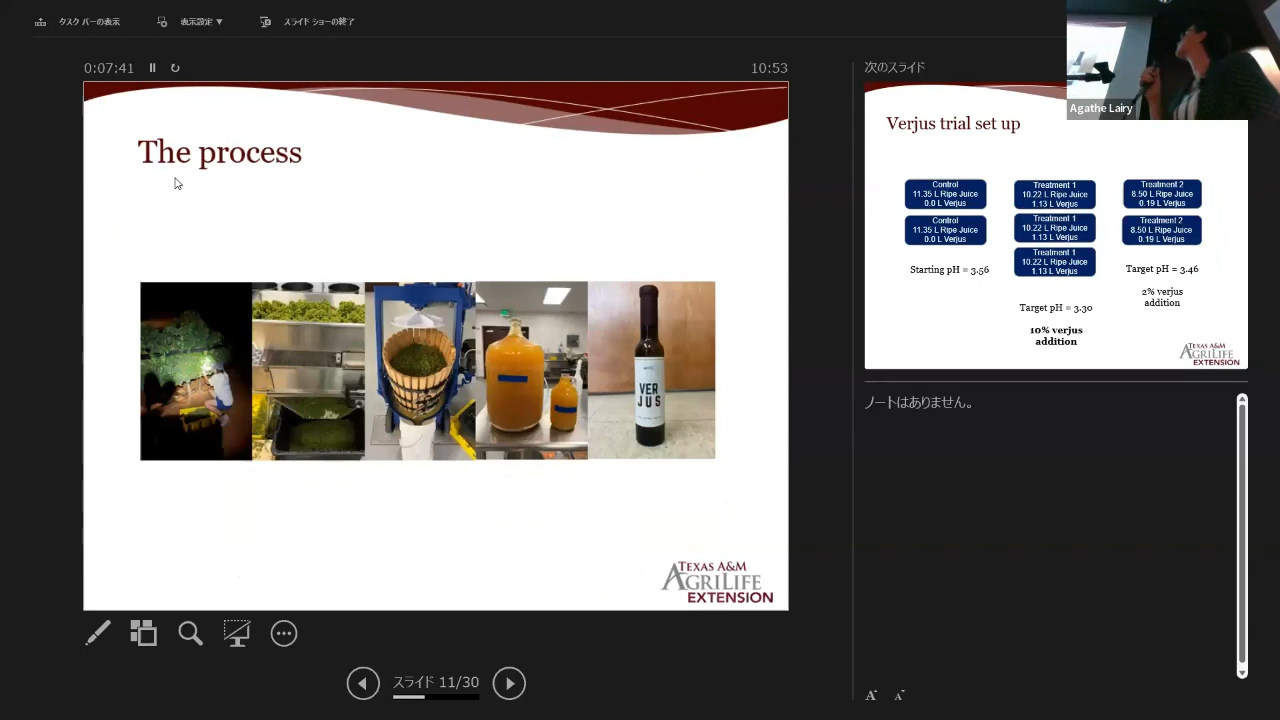 タスク バーの表示
表示設定 ▼
スライド ショーの終了
0:07:41
10:53
The process
VER
JUS
TEXAS A&M
AGRILIFE
EXTENSION
スライド 11/30
次のスライド
Agathe Lairy
Verjus trial set up
Control
11.35 L Ripe Juice
0.0 L Verjus
Treatment 1
10.22 L Ripe Juice
1.13 L Verjus
Treatment 2
8.50 L Ripe Juice
0.19 L Verjus
Control
11.35 L Ripe Juice
0.0 L Verjus
Treatment 1
10.22 L Ripe Juice
1.13 L Verjus
Treatment 2
8.50 L Ripe Juice
0.19 L Verjus
Treatment 1
10.22 L Ripe Juice
1.13 L Verjus
Starting pH = 3.56
Target pH = 3.46
2% verjus
addition
Target pH = 3.30
10% verjus
addition
TEXAS A&M
AGRILIFE
EXTENSION
ノートはありません。
A
A